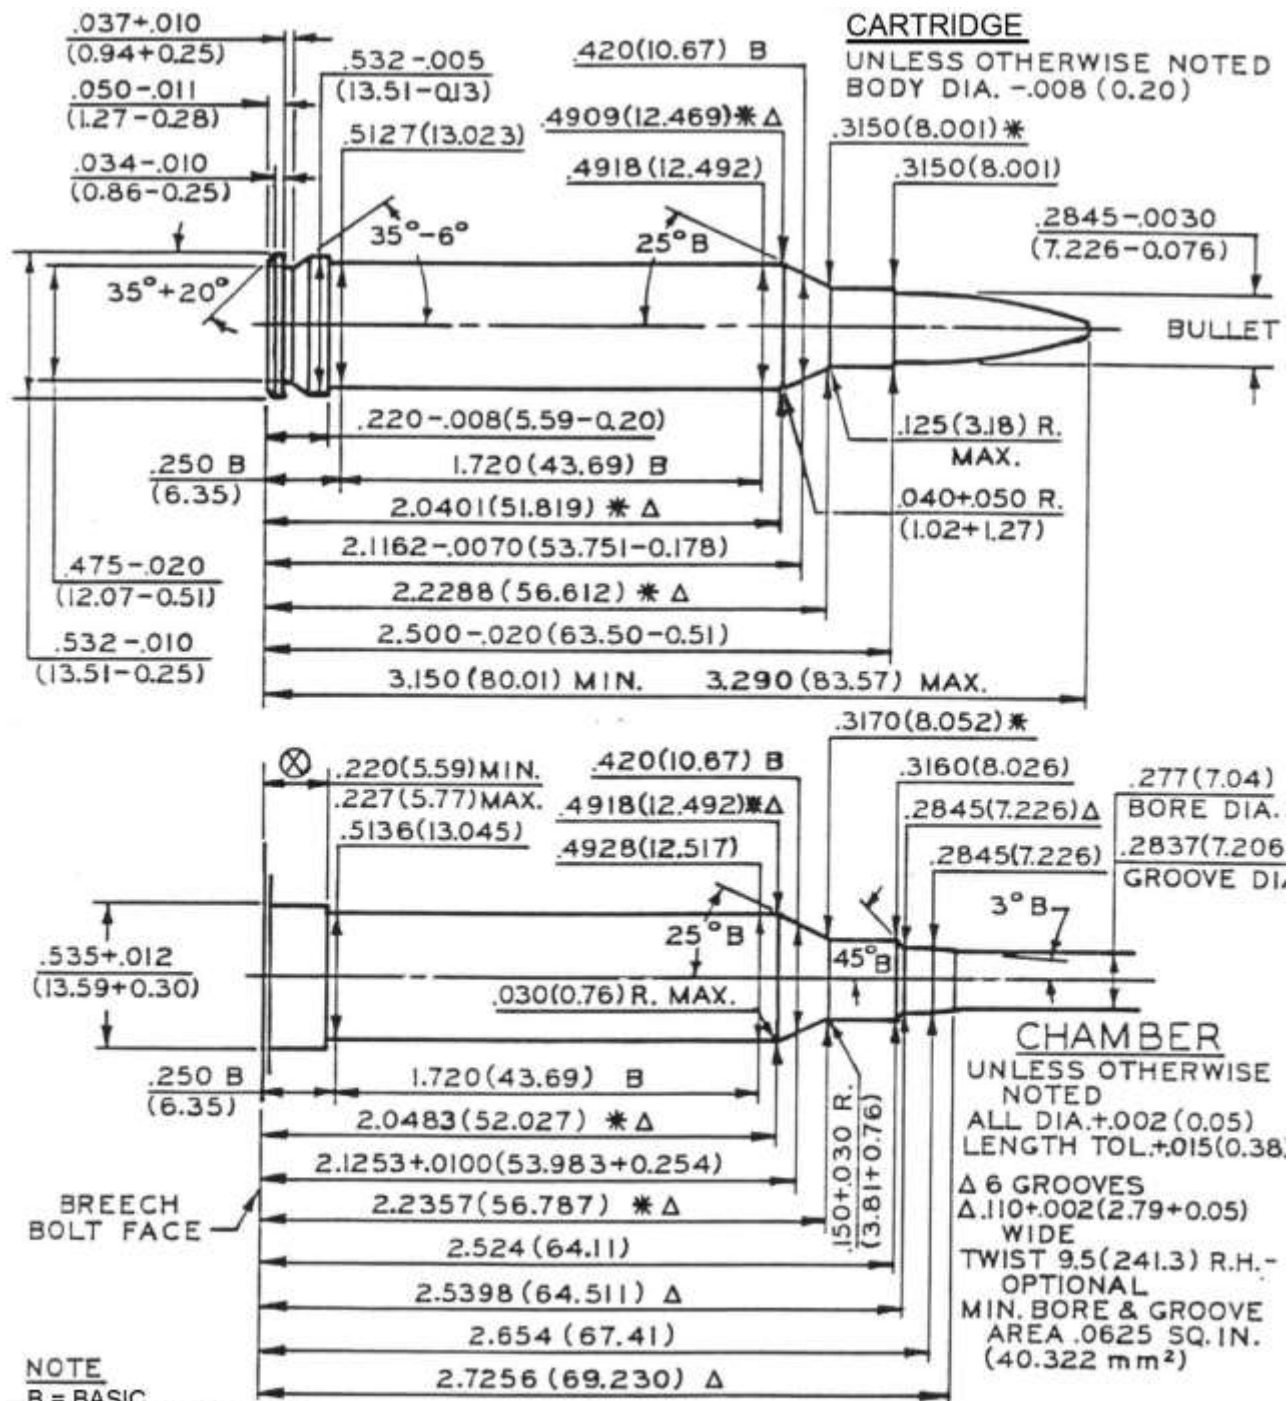 CARTRIDGE
UNLESS OTHERWISE NOTED
BODY DIA. -.008 (0.20)
.037+.010
(0.94+0.25)
.050-.011
(1.27-0.28)
.034-.010
(0.86-0.25)
.532-.005
(13.51-0.13)
.5127(13.023)
.420(10.67) B
.4909(12.469)* Δ
.4918(12.492)
.3150(8.001)*
.3150(8.001)
.2845-.0030
(7.226-0.076)
35°-6°
25°B
35°+20°
BULLET
.220-.008(5.59-0.20)
.250 B
(6.35)
1.720(43.69) B
2.0401(51.819) * Δ
2.1162-.0070(53.751-0.178)
2.2288(56.612) * Δ
2.500-.020(63.50-0.51)
3.150(80.01) MIN. 3.290(83.57) MAX.
.125(3.18) R.
MAX.
.040+.050 R.
(1.02+1.27)
.475-.020
(12.07-0.51)
.532-.010
(13.51-0.25)
Ⓧ
.220(5.59)MIN.
.227(5.77)MAX.
.5136(13.045)
.420(10.67) B
.4918(12.492)*Δ
.4928(12.517)
.3170(8.052)*
.3160(8.026)
.2845(7.226)Δ
.2845(7.226)
.277(7.04)
BORE DIA.
.2837(7.206
GROOVE DIA
25°B
45°B
3°B
.535+.012
(13.59+0.30)
.030(0.76)R. MAX.
.250 B
(6.35)
1.720(43.69) B
2.0483(52.027) * Δ
2.1253+.0100(53.983+0.254)
2.2357(56.787) * Δ
2.524 (64.11)
2.5398(64.511) Δ
2.654 (67.41)
2.7256 (69.230) Δ
.150+.030 R.
(3.81+0.76)
BREECH
BOLT FACE
CHAMBER
UNLESS OTHERWISE
NOTED
ALL DIA.+.002(0.05)
LENGTH TOL.+.015(0.38)
Δ 6 GROOVES
Δ.110+.002(2.79+0.05)
WIDE
TWIST 9.5(241.3) R.H.-
OPTIONAL
MIN. BORE & GROOVE
AREA .0625 SQ. IN.
(40.322 mm²)
NOTE
B = BASIC